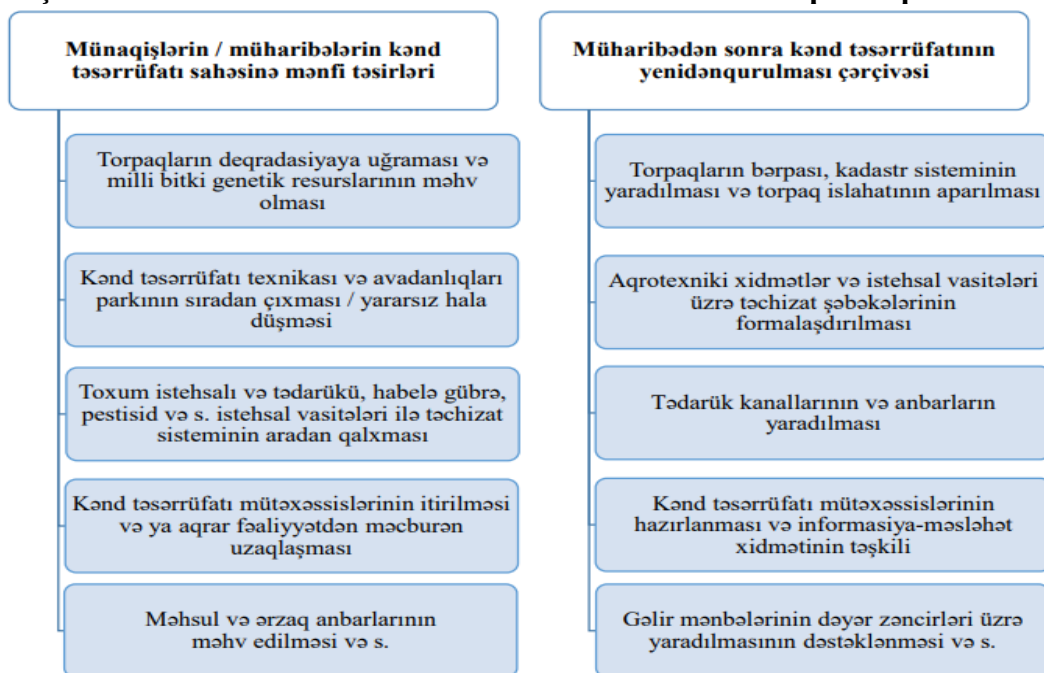 Münaqişlərin / müharibələrin kənd
təsərrüfatı sahəsinə mənfi təsirləri
Torpaqların deqradasiyaya uğraması və
milli bitki genetik resurslarının məhv
olması
Kənd təsərrüfatı texnikası və avadanlıqları
parkının sıradan çıxması / yararsız hala
düşməsi
Toxum istehsalı və tədarükü, habelə gübrə,
pestisid və s. istehsal vasitələri ilə təchizat
sisteminin aradan qalxması
Kənd təsərrüfatı mütəxəssislərinin itirilməsi
və ya aqrar fəaliyyətdən məcburən
uzaqlaşması
Məhsul və ərzaq anbarlarının
məhv edilməsi və s.
Müharibədən sonra kənd təsərrüfatının
yenidənqurulması çərçivəsi
Torpaqların bərpası, kadastr sisteminin
yaradılması və torpaq islahatının aparılması
Aqrotexniki xidmətlər və istehsal vasitələri
üzrə təchizat şəbəkələrinin
formalaşdırılması
Tədarük kanallarının və anbarların
yaradılması
Kənd təsərrüfatı mütəxəssislərinin
hazırlanması və informasiya-məsləhət
xidmətinin təşkili
Gəlir mənbələrinin dəyər zəncirləri üzrə
yaradılmasının dəstəklənməsi və s.